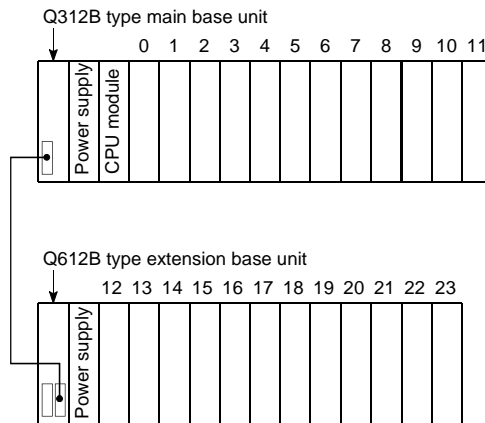 Q312B type main base unit
0 1 2 3 4 5 6 7 8 9 10 11
Power supply
CPU module
Q612B type extension base unit
12 13 14 15 16 17 18 19 20 21 22 23
Power supply